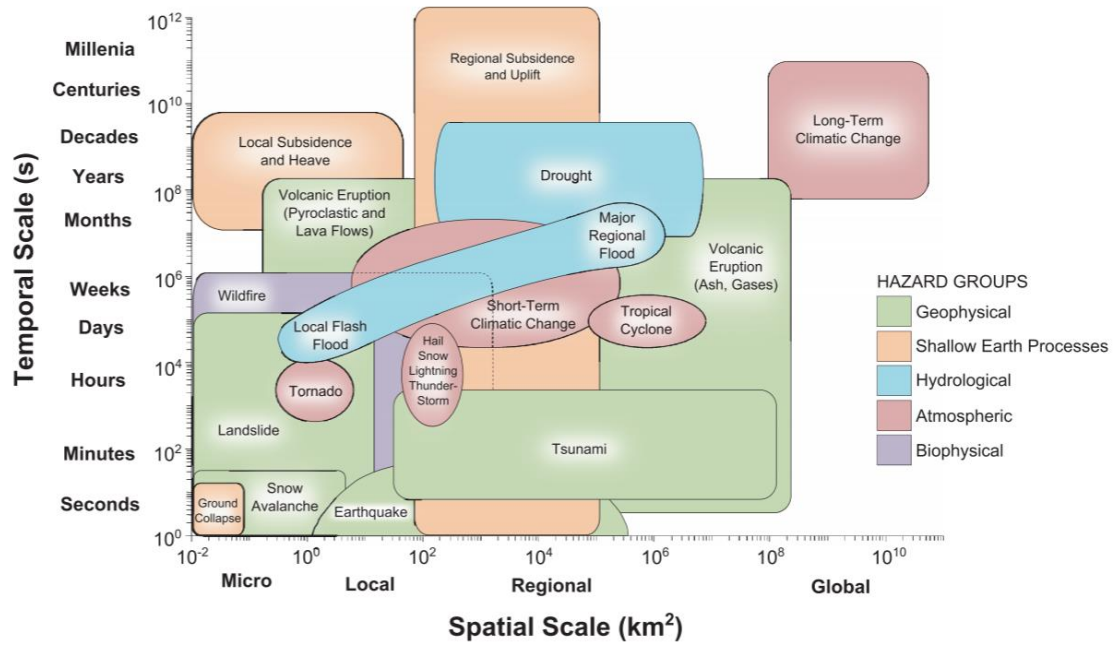 Temporal Scale (s)
Millenia
Centuries
Decades
Years
Months
Weeks
Days
Hours
Minutes
Seconds
10^12
10^10
10^8
10^6
10^4
10^2
10^0
Regional Subsidence
and Uplift
Long-Term
Climatic Change
Local Subsidence
and Heave
Drought
Volcanic Eruption
(Pyroclastic and
Lava Flows)
Major
Regional
Flood
Volcanic
Eruption
(Ash, Gases)
Wildfire
Short-Term
Climatic Change
Tropical
Cyclone
Local Flash
Flood
Hail
Snow
Lightning
Thunder-
Storm
Tornado
Landslide
Tsunami
Snow
Avalanche
Ground
Collapse
Earthquake
HAZARD GROUPS
Geophysical
Shallow Earth Processes
Hydrological
Atmospheric
Biophysical
10^-2 10^0 10^2 10^4 10^6 10^8 10^10
Micro Local Regional Global
Spatial Scale (km²)